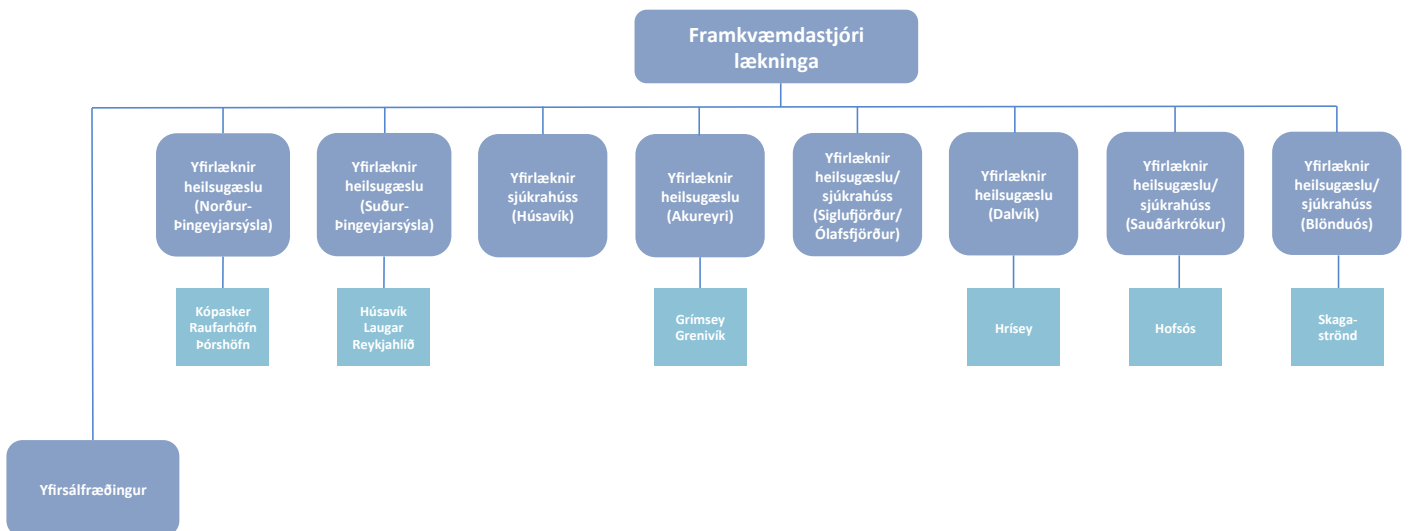 Framkvæmdastjóri
lækninga
Yfirlæknir
heilsugæslu
(Norður-
Þingeyjarsýsla)
Yfirlæknir
heilsugæslu
(Suður-
Þingeyjarsýsla)
Yfirlæknir
sjúkrahúss
(Húsavík)
Yfirlæknir
heilsugæslu
(Akureyri)
Yfirlæknir
heilsugæslu/
sjúkrahúss
(Siglufjörður/
Ólafsfjörður)
Yfirlæknir
heilsugæslu
(Dalvík)
Yfirlæknir
heilsugæslu/
sjúkrahúss
(Sauðárkrókur)
Yfirlæknir
heilsugæslu/
sjúkrahúss
(Blönduós)
Kópasker
Raufarhöfn
Þórshöfn
Húsavík
Laugar
Reykjahlíð
Grímsey
Grenivík
Hrísey
Hofsós
Skaga-
strönd
Yfirsálfræðingur